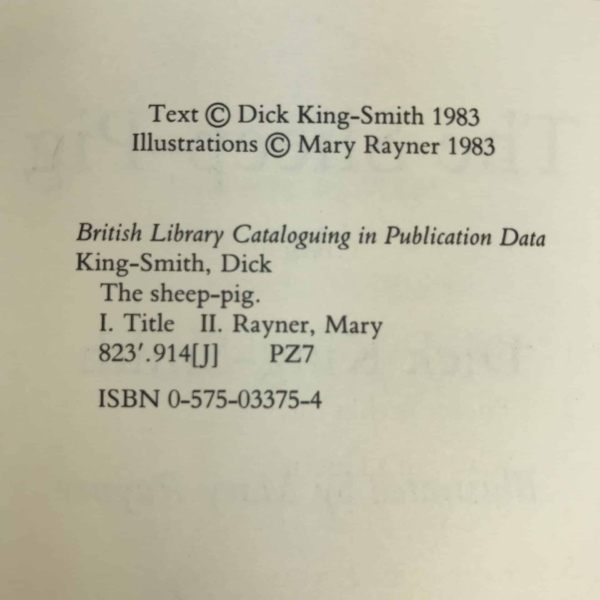 Text © Dick King-Smith 1983
Illustrations © Mary Rayner 1983
British Library Cataloguing in Publication Data
King-Smith, Dick
The sheep-pig.
I. Title II. Rayner, Mary
823′.914[J] PZ7
ISBN 0-575-03375-4